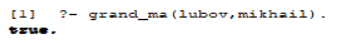 [1] ?- grand_ma(lubov,mikhail).
true.